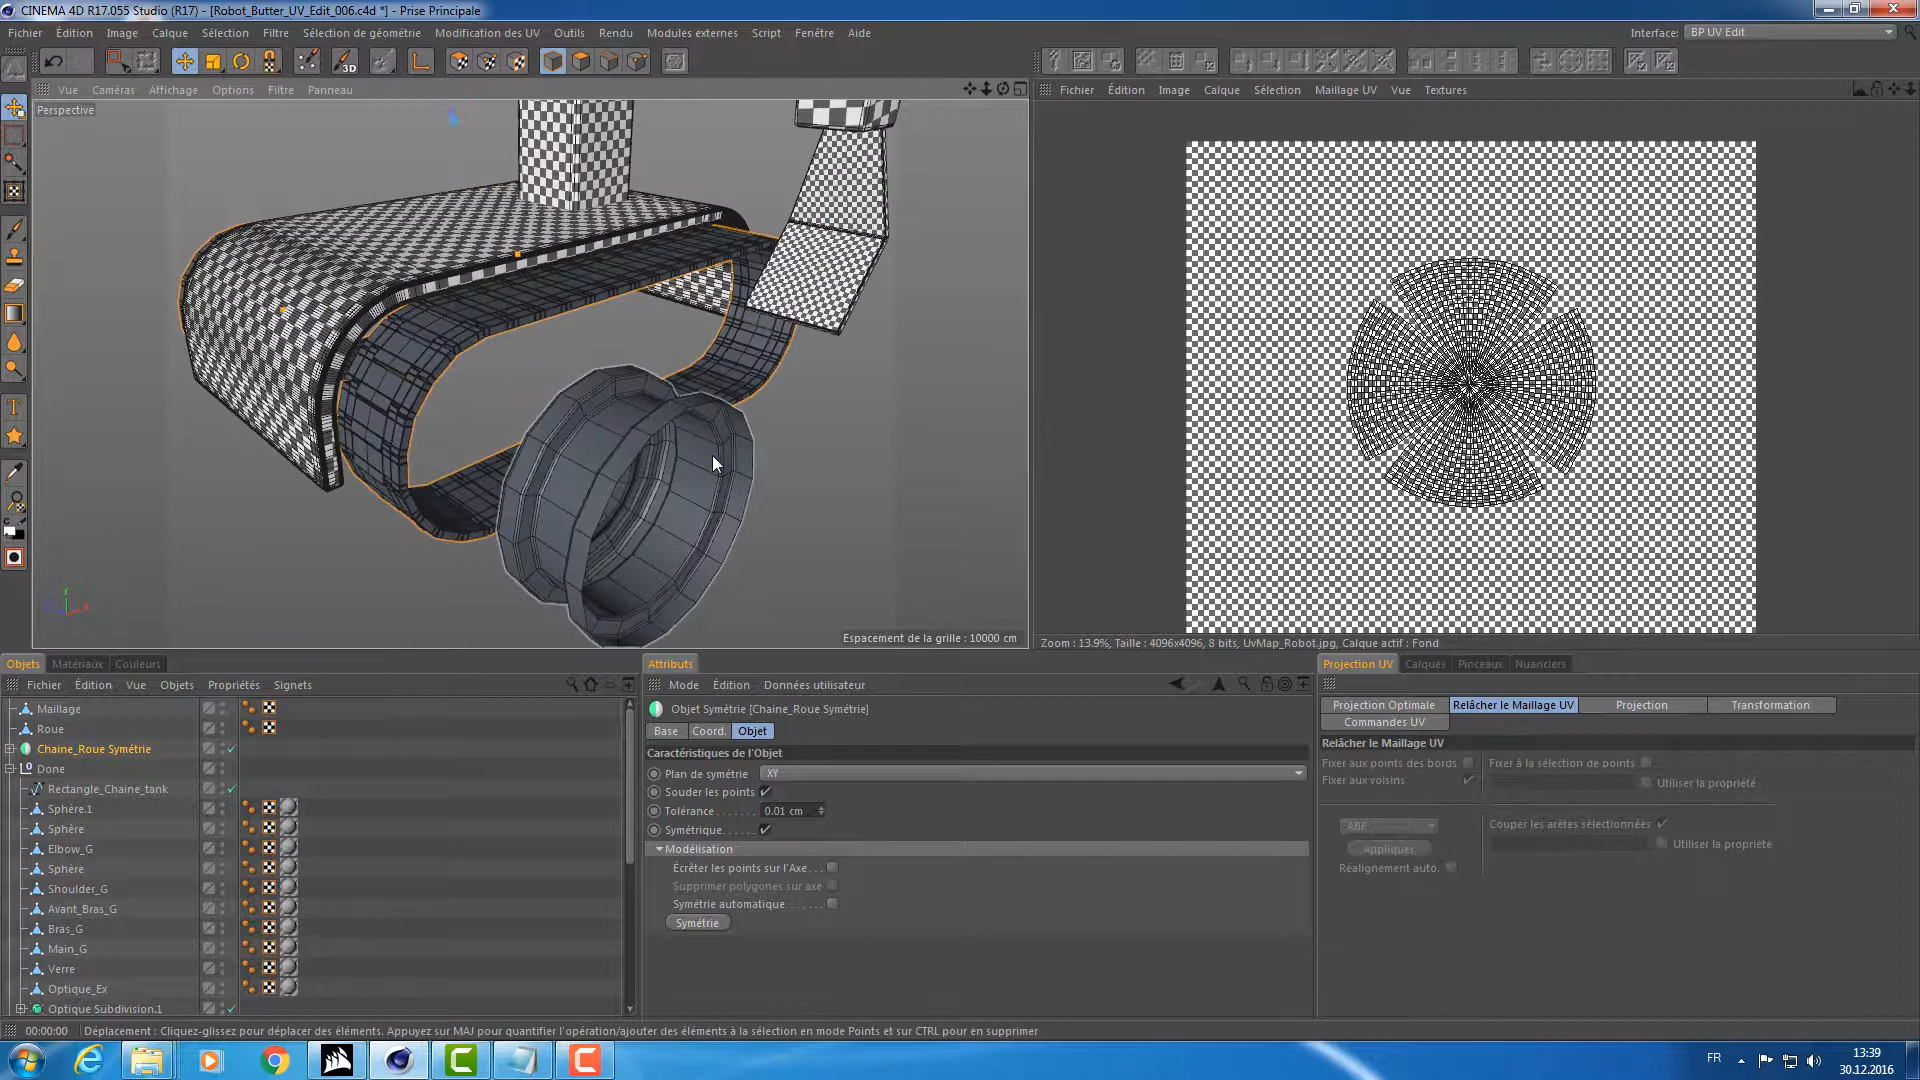 CINEMA 4D R17.055 Studio (R17) - [Robot_Butter_UV_Edit_006.c4d *] - Prise Principale
Fichier Édition Image Calque Sélection Filtre Sélection de géométrie Modification des UV Outils Rendu Modules externes Script Fenêtre Aide
Interface: BP UV Edit
Vue Caméras Affichage Options Filtre Panneau
Fichier Édition Image Calque Sélection Maillage UV Vue Textures
Perspective
Espacement de la grille : 10000 cm
Zoom : 13.9%, Taille : 4096x4096, 8 bits, UvMap_Robot.jpg, Calque actif : Fond
Objets Matériaux Couleurs
Fichier Édition Vue Objets Propriétés Signets
Maillage
Roue
Chaine_Roue Symétrie
Done
Rectangle_Chaine_tank
Sphère.1
Sphère
Elbow_G
Sphère
Shoulder_G
Avant_Bras_G
Bras_G
Main_G
Verre
Optique_Ex
Optique Subdivision.1
Attributs
Mode Édition Données utilisateur
Objet Symétrie [Chaine_Roue Symétrie]
Base Coord. Objet
Caractéristiques de l'Objet
Plan de symétrie XY
Souder les points
Tolérance 0.01 cm
Symétrique
Modélisation
Écrêter les points sur l'Axe
Supprimer polygones sur axe
Symétrie automatique
Symétrie
Projection UV Calques Pinceaux Nuanciers
Projection Optimale Relâcher le Maillage UV Projection Transformation
Commandes UV
Relâcher le Maillage UV
Fixer aux points des bords Fixer à la sélection de points
Fixer aux voisins Utiliser la propriété
ABF Couper les arêtes sélectionnées
Appliquer Utiliser la propriété
Réalignement auto.
00:00:00 Déplacement : Cliquez-glissez pour déplacer des éléments. Appuyez sur MAJ pour quantifier l'opération/ajouter des éléments à la sélection en mode Points et sur CTRL pour en supprimer
FR
13:39
30.12.2016